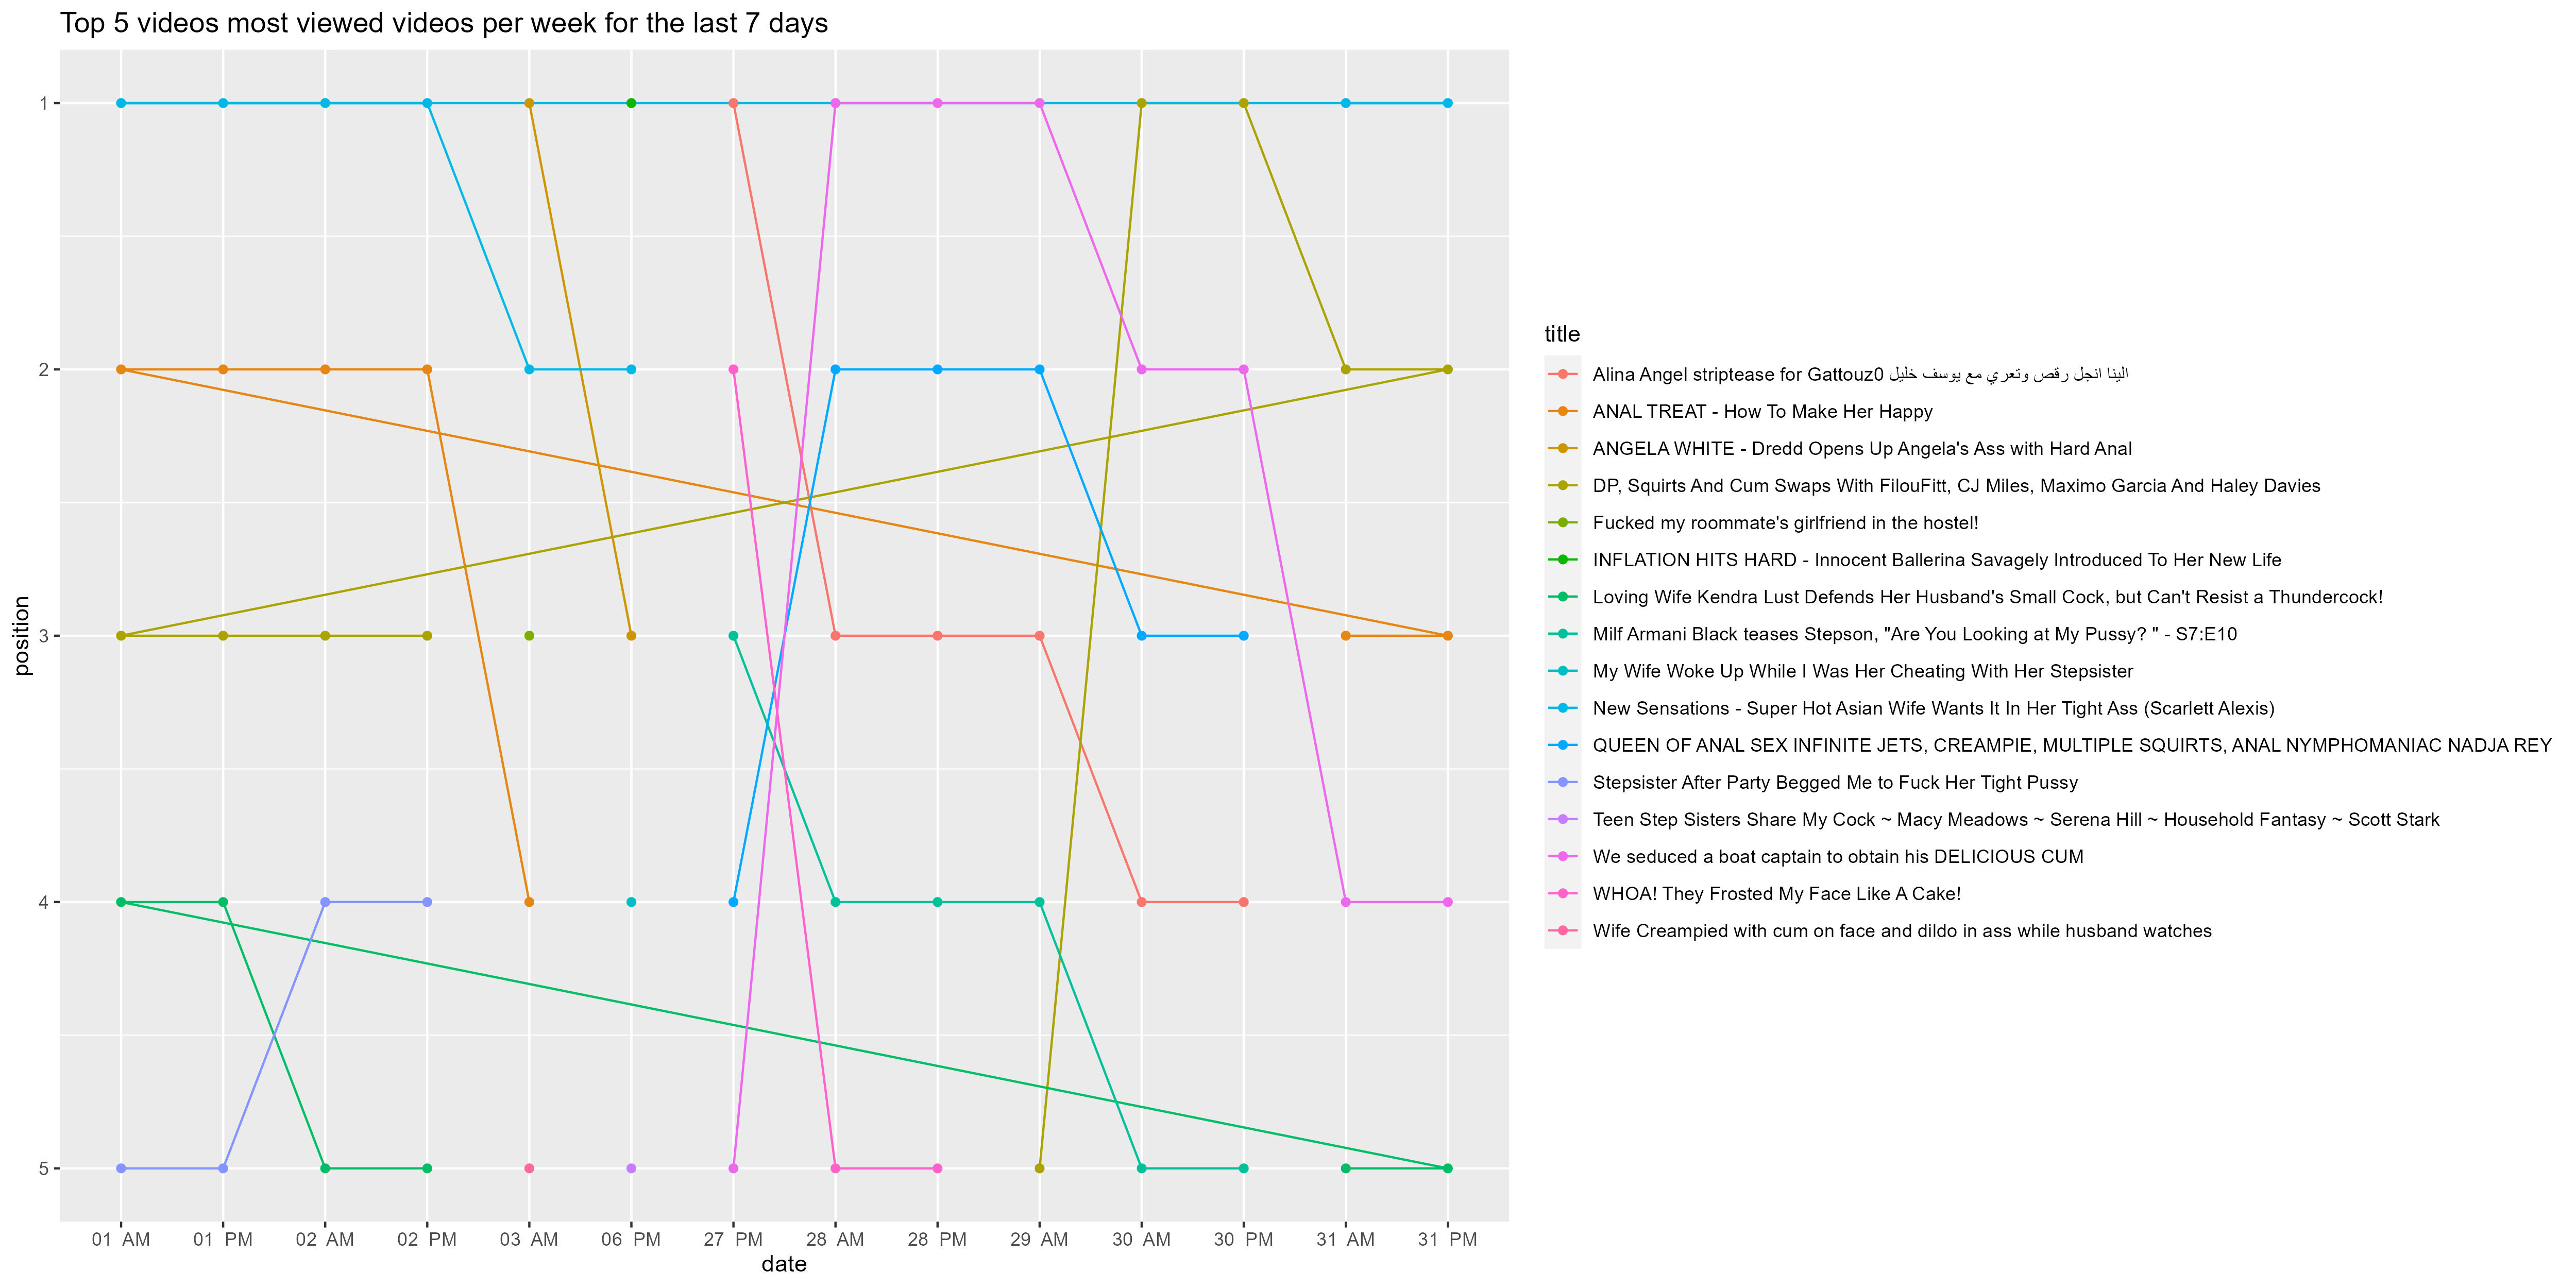 Top 5 videos most viewed videos per week for the last 7 days
position
1
2
3
4
5
01 AM 01 PM 02 AM 02 PM 03 AM 06 PM 27 PM 28 AM 28 PM 29 AM 30 AM 30 PM 31 AM 31 PM
date
title
Alina Angel striptease for Gattouz0 الينا انجل رقص وتعري مع يوسف خليل
ANAL TREAT - How To Make Her Happy
ANGELA WHITE - Dredd Opens Up Angela's Ass with Hard Anal
DP, Squirts And Cum Swaps With FilouFitt, CJ Miles, Maximo Garcia And Haley Davies
Fucked my roommate's girlfriend in the hostel!
INFLATION HITS HARD - Innocent Ballerina Savagely Introduced To Her New Life
Loving Wife Kendra Lust Defends Her Husband's Small Cock, but Can't Resist a Thundercock!
Milf Armani Black teases Stepson, "Are You Looking at My Pussy? " - S7:E10
My Wife Woke Up While I Was Her Cheating With Her Stepsister
New Sensations - Super Hot Asian Wife Wants It In Her Tight Ass (Scarlett Alexis)
QUEEN OF ANAL SEX INFINITE JETS, CREAMPIE, MULTIPLE SQUIRTS, ANAL NYMPHOMANIAC NADJA REY
Stepsister After Party Begged Me to Fuck Her Tight Pussy
Teen Step Sisters Share My Cock ~ Macy Meadows ~ Serena Hill ~ Household Fantasy ~ Scott Stark
We seduced a boat captain to obtain his DELICIOUS CUM
WHOA! They Frosted My Face Like A Cake!
Wife Creampied with cum on face and dildo in ass while husband watches